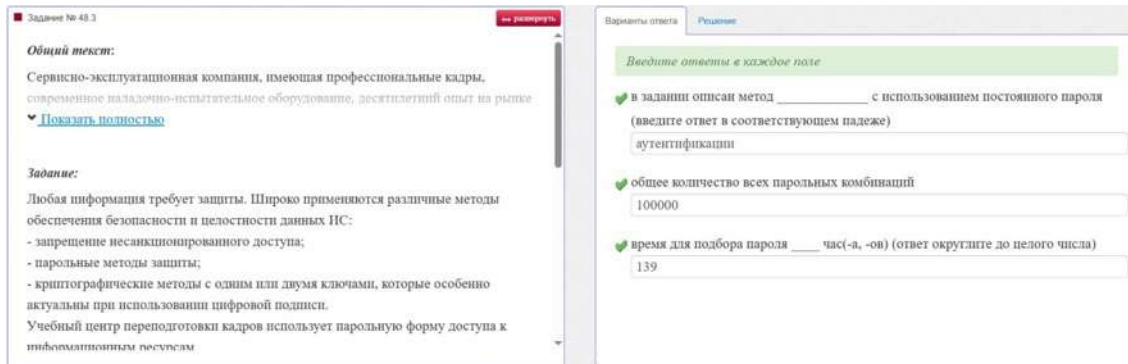 Задание № 48.3
развернуть
Общий текст:
Сервисно-эксплуатационная компания, имеющая профессиональные кадры,
современное наладочно-испытательное оборудование, десятилетний опыт на рынке
Показать полностью
Задание:
Любая информация требует защиты. Широко применяются различные методы
обеспечения безопасности и целостности данных ИС:
- запрещение несанкционированного доступа;
- парольные методы защиты;
- криптографические методы с одним или двумя ключами, которые особенно
актуальны при использовании цифровой подписи.
Учебный центр переподготовки кадров использует парольную форму доступа к
информационным ресурсам
Варианты ответа
Решение
Введите ответы в каждое поле
в задании описан метод _____________ с использованием постоянного пароля
(введите ответ в соответствующем падеже)
аутентификации
общее количество всех парольных комбинаций
100000
время для подбора пароля ____ час(-а, -ов) (ответ округлите до целого числа)
139